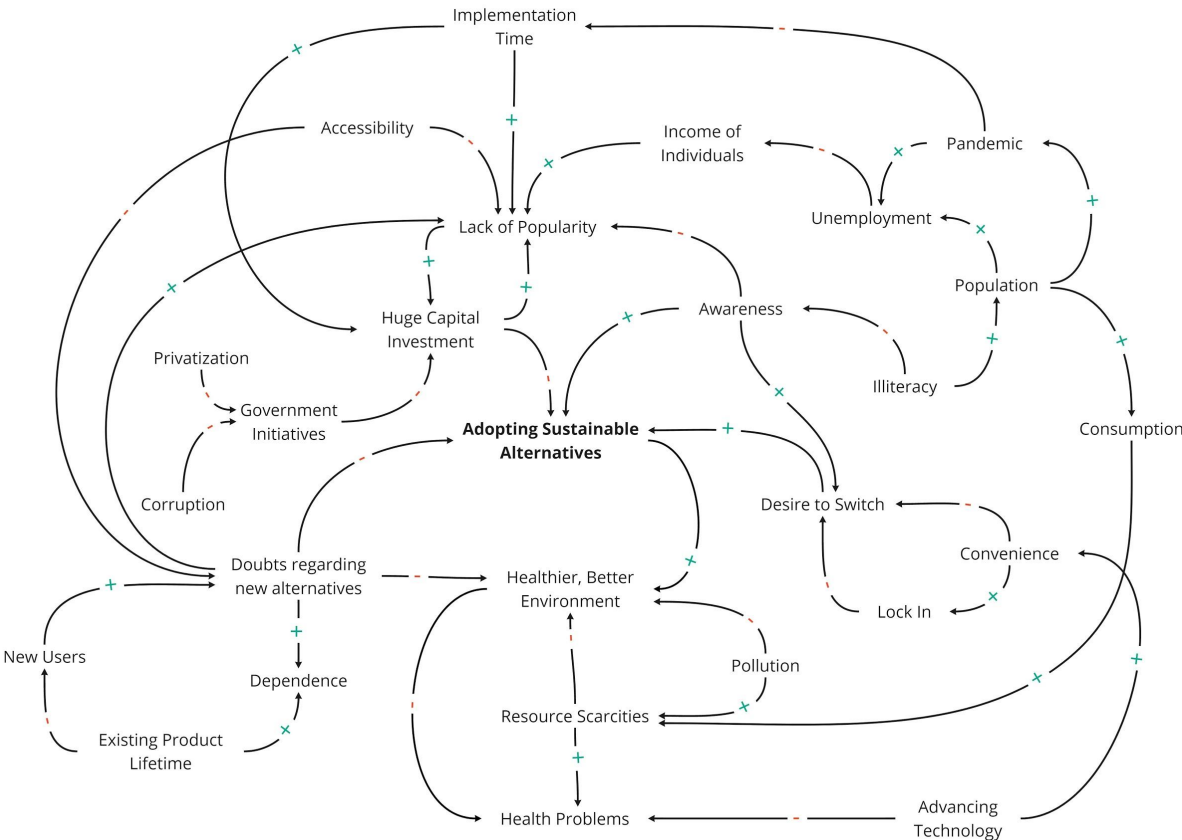 Implementation
Time
Accessibility
Income of
Individuals
Pandemic
Unemployment
Lack of Popularity
Population
Awareness
Huge Capital
Investment
Privatization
Illiteracy
Government
Initiatives
Adopting Sustainable
Alternatives
Consumption
Corruption
Desire to Switch
Convenience
Doubts regarding
new alternatives
Healthier, Better
Environment
Lock In
New Users
Pollution
Dependence
Resource Scarcities
Existing Product
Lifetime
Health Problems
Advancing
Technology